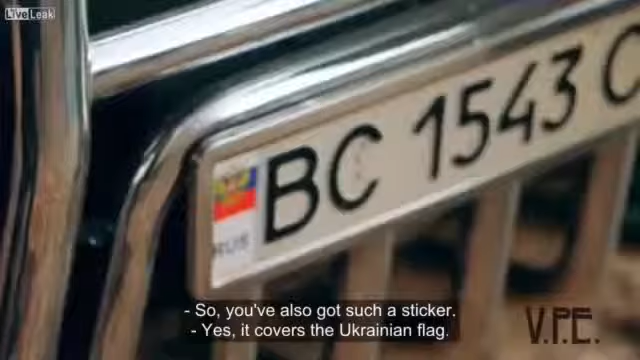 LiveLeak
BC 1543 C
RUS
- So, you've also got such a sticker.
- Yes, it covers the Ukrainian flag.
V.P.E.